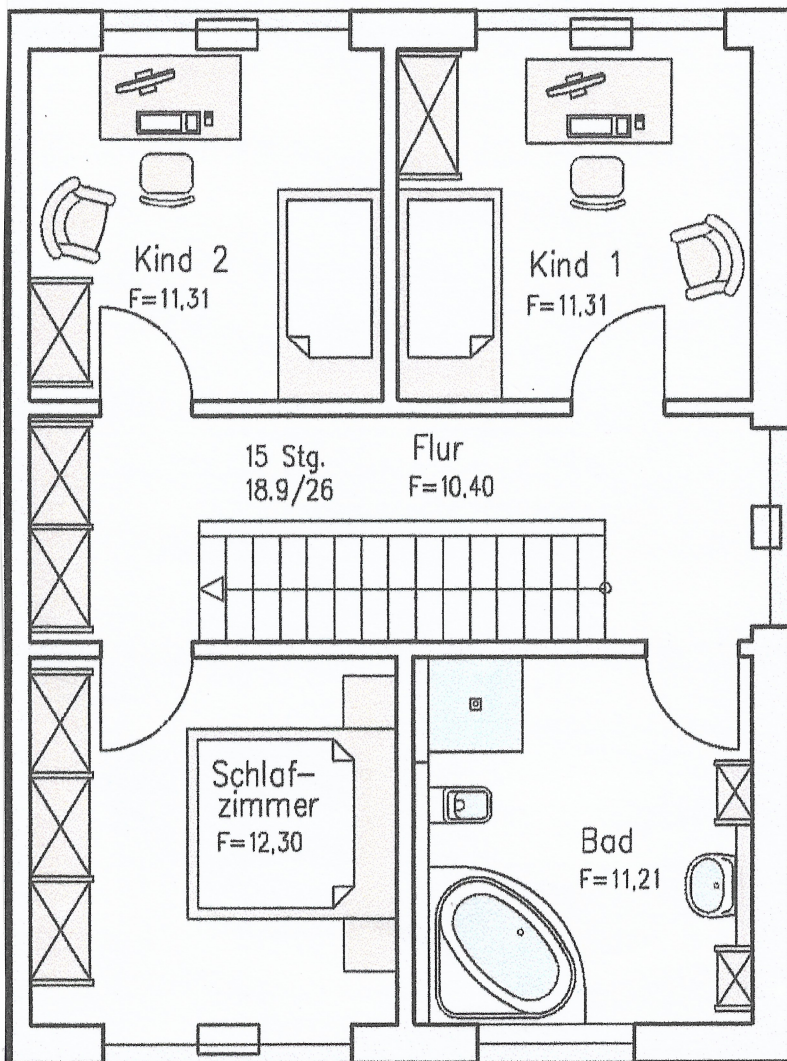 Kind 2
F=11,31
Kind 1
F=11,31
15 Stg.
18.9/26
Flur
F=10,40
Schlaf-
zimmer
F=12,30
Bad
F=11,21